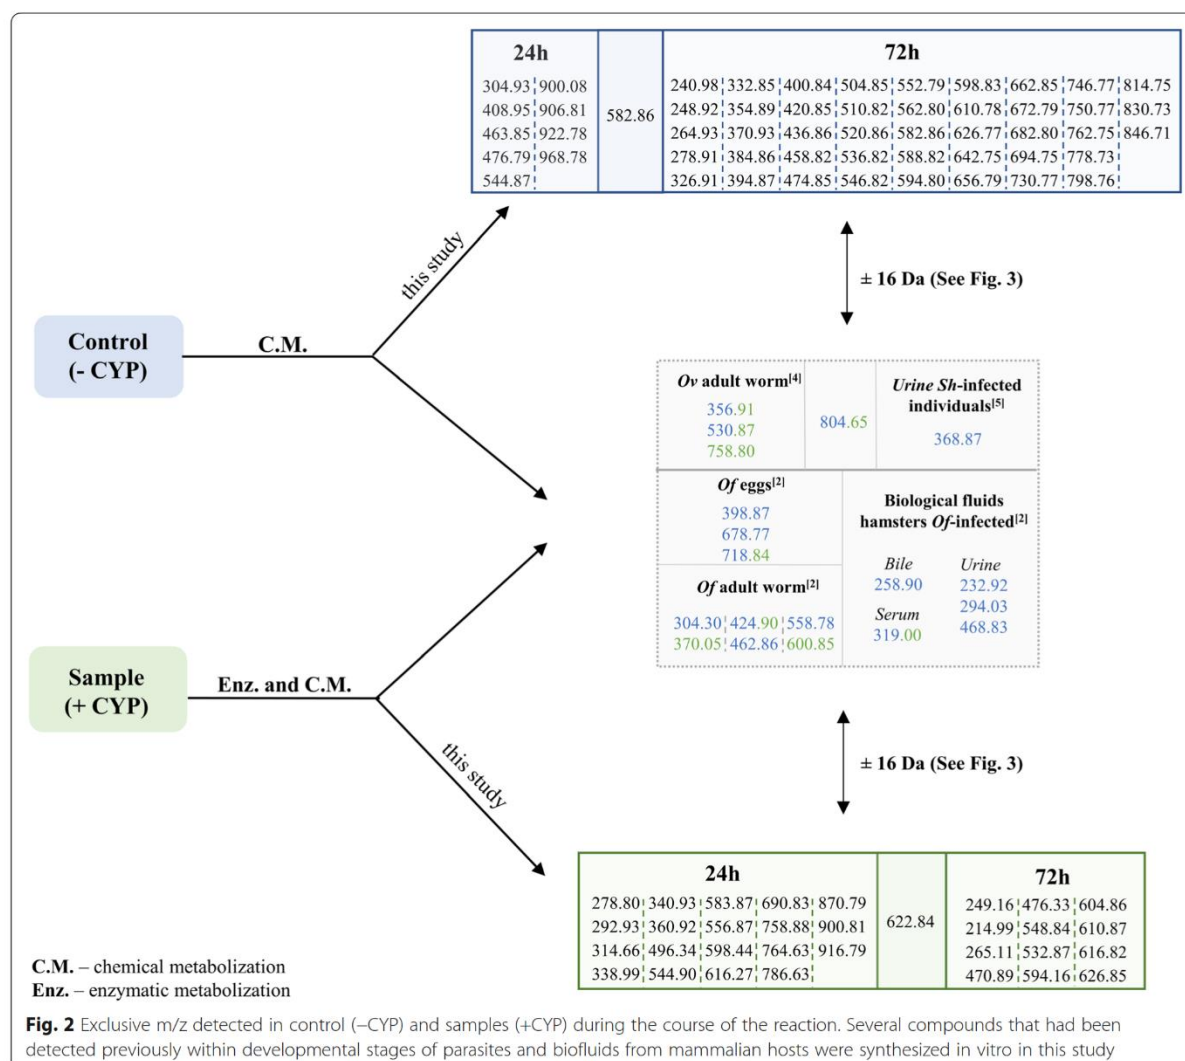 24h
304.93 900.08
408.95 906.81
463.85 922.78
476.79 968.78
544.87
582.86
72h
240.98 332.85 400.84 504.85 552.79 598.83 662.85 746.77 814.75
248.92 354.89 420.85 510.82 562.80 610.78 672.79 750.77 830.73
264.93 370.93 436.86 520.86 582.86 626.77 682.80 762.75 846.71
278.91 384.86 458.82 536.82 588.82 642.75 694.75 778.73
326.91 394.87 474.85 546.82 594.80 656.79 730.77 798.76
this study
± 16 Da (See Fig. 3)
Control
(- CYP)
C.M.
Ov adult worm[4]
356.91
530.87
758.80
804.65
Urine Sh-infected
individuals[5]
368.87
Of eggs[2]
398.87
678.77
718.84
Of adult worm[2]
304.30 424.90 558.78
370.05 462.86 600.85
Biological fluids
hamsters Of-infected[2]
Bile
258.90
Serum
319.00
Urine
232.92
294.03
468.83
Sample
(+ CYP)
Enz. and C.M.
this study
± 16 Da (See Fig. 3)
24h
278.80 340.93 583.87 690.83 870.79
292.93 360.92 556.87 758.88 900.81
314.66 496.34 598.44 764.63 916.79
338.99 544.90 616.27 786.63
622.84
72h
249.16 476.33 604.86
214.99 548.84 610.87
265.11 532.87 616.82
470.89 594.16 626.85
C.M. – chemical metabolization
Enz. – enzymatic metabolization
Fig. 2 Exclusive m/z detected in control (−CYP) and samples (+CYP) during the course of the reaction. Several compounds that had been
detected previously within developmental stages of parasites and biofluids from mammalian hosts were synthesized in vitro in this study